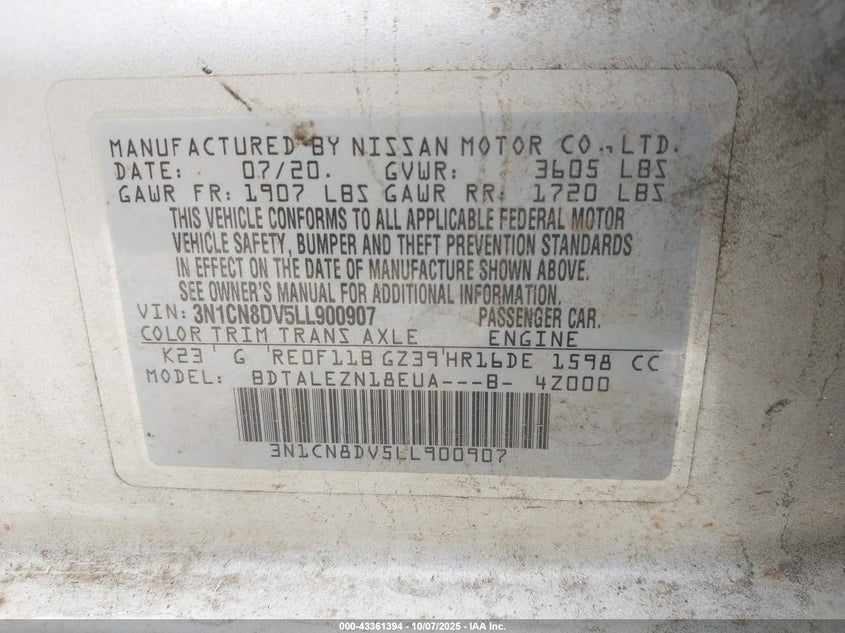 MANUFACTURED BY NISSAN MOTOR CO., LTD.
DATE: 07/20. GVWR: 3605 LBS
GAWR FR: 1907 LBS GAWR RR: 1720 LBS
THIS VEHICLE CONFORMS TO ALL APPLICABLE FEDERAL MOTOR
VEHICLE SAFETY, BUMPER AND THEFT PREVENTION STANDARDS
IN EFFECT ON THE DATE OF MANUFACTURE SHOWN ABOVE.
SEE OWNER'S MANUAL FOR ADDITIONAL INFORMATION.
VIN: 3N1CN8DV5LL900907 PASSENGER CAR.
COLOR TRIM TRANS AXLE ENGINE
K23 G RE0F11B GZ39 HR16DE 1598 CC
MODEL: BDTALEZN18EUA---B- 4Z000
3N1CN8DV5LL900907
000-43361394 - 10/07/2025 - IAA Inc.